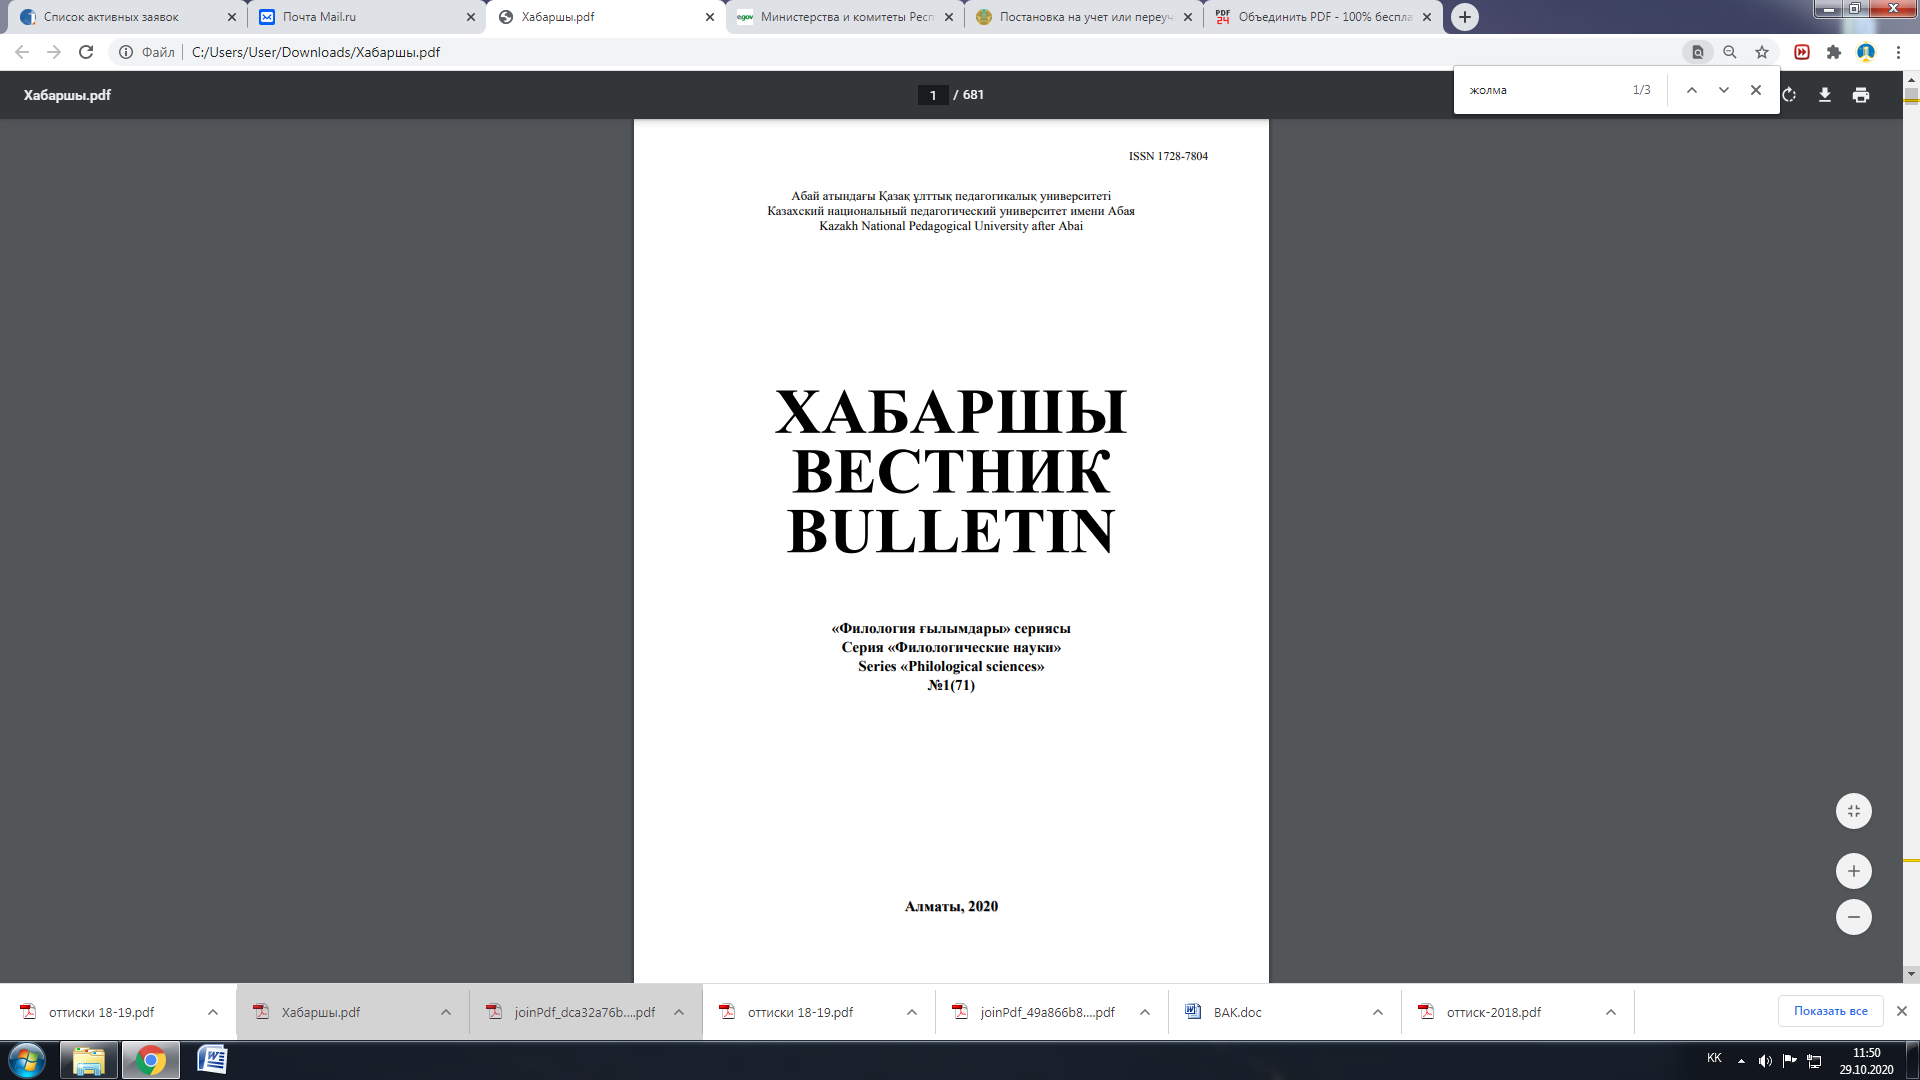 Список активных заявок
Почта Mail.ru
Хабаршы.pdf
egov Министерства и комитеты Респ
Постановка на учет или переуч
PDF 24 Объединить PDF - 100% беспла
Файл C:/Users/User/Downloads/Хабаршы.pdf
жолма 1/3
Хабаршы.pdf
1 / 681
ISSN 1728-7804
Абай атындағы Қазақ ұлттық педагогикалық университеті
Казахский национальный педагогический университет имени Абая
Kazakh National Pedagogical University after Abai
ХАБАРШЫ
ВЕСТНИК
BULLETIN
«Филология ғылымдары» сериясы
Серия «Филологические науки»
Series «Philological sciences»
№1(71)
Алматы, 2020
оттиски 18-19.pdf
Хабаршы.pdf
joinPdf_dca32a76b....pdf
оттиски 18-19.pdf
joinPdf_49a866b8....pdf
BAK.doc
оттиск-2018.pdf
Показать все
KK
11:50
29.10.2020